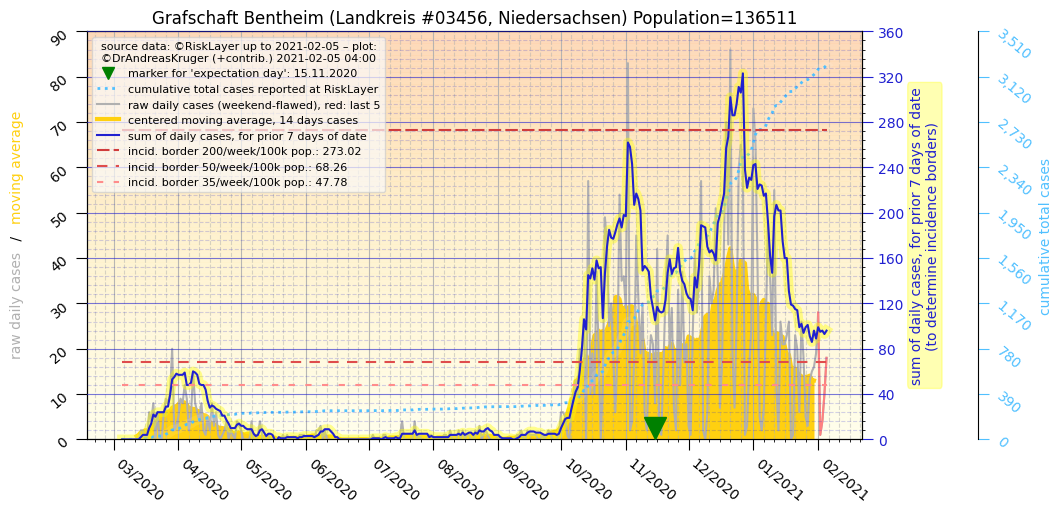 Grafschaft Bentheim (Landkreis #03456, Niedersachsen) Population=136511
source data: ©RiskLayer up to 2021-02-05 – plot:
©DrAndreasKruger (+contrib.) 2021-02-05 04:00
marker for 'expectation day': 15.11.2020
cumulative total cases reported at RiskLayer
raw daily cases (weekend-flawed), red: last 5
centered moving average, 14 days cases
sum of daily cases, for prior 7 days of date
incid. border 200/week/100k pop.: 273.02
incid. border 50/week/100k pop.: 68.26
incid. border 35/week/100k pop.: 47.78
raw daily cases / moving average
90
80
70
60
50
40
30
20
10
0
03/2020
04/2020
05/2020
06/2020
07/2020
08/2020
09/2020
10/2020
11/2020
12/2020
01/2021
02/2021
360
320
280
240
200
160
120
80
40
0
sum of daily cases, for prior 7 days of date
(to determine incidence borders)
3,510
3,120
2,730
2,340
1,950
1,560
1,170
780
390
0
cumulative total cases